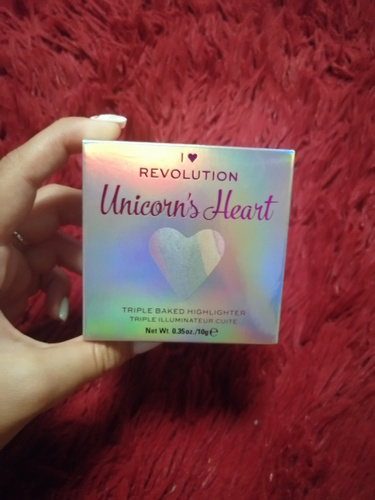 I ♥
REVOLUTION
Unicorn's Heart
TRIPLE BAKED HIGHLIGHTER
TRIPLE ILLUMINATEUR CUITE
Net Wt. 0.35oz./10g ℮